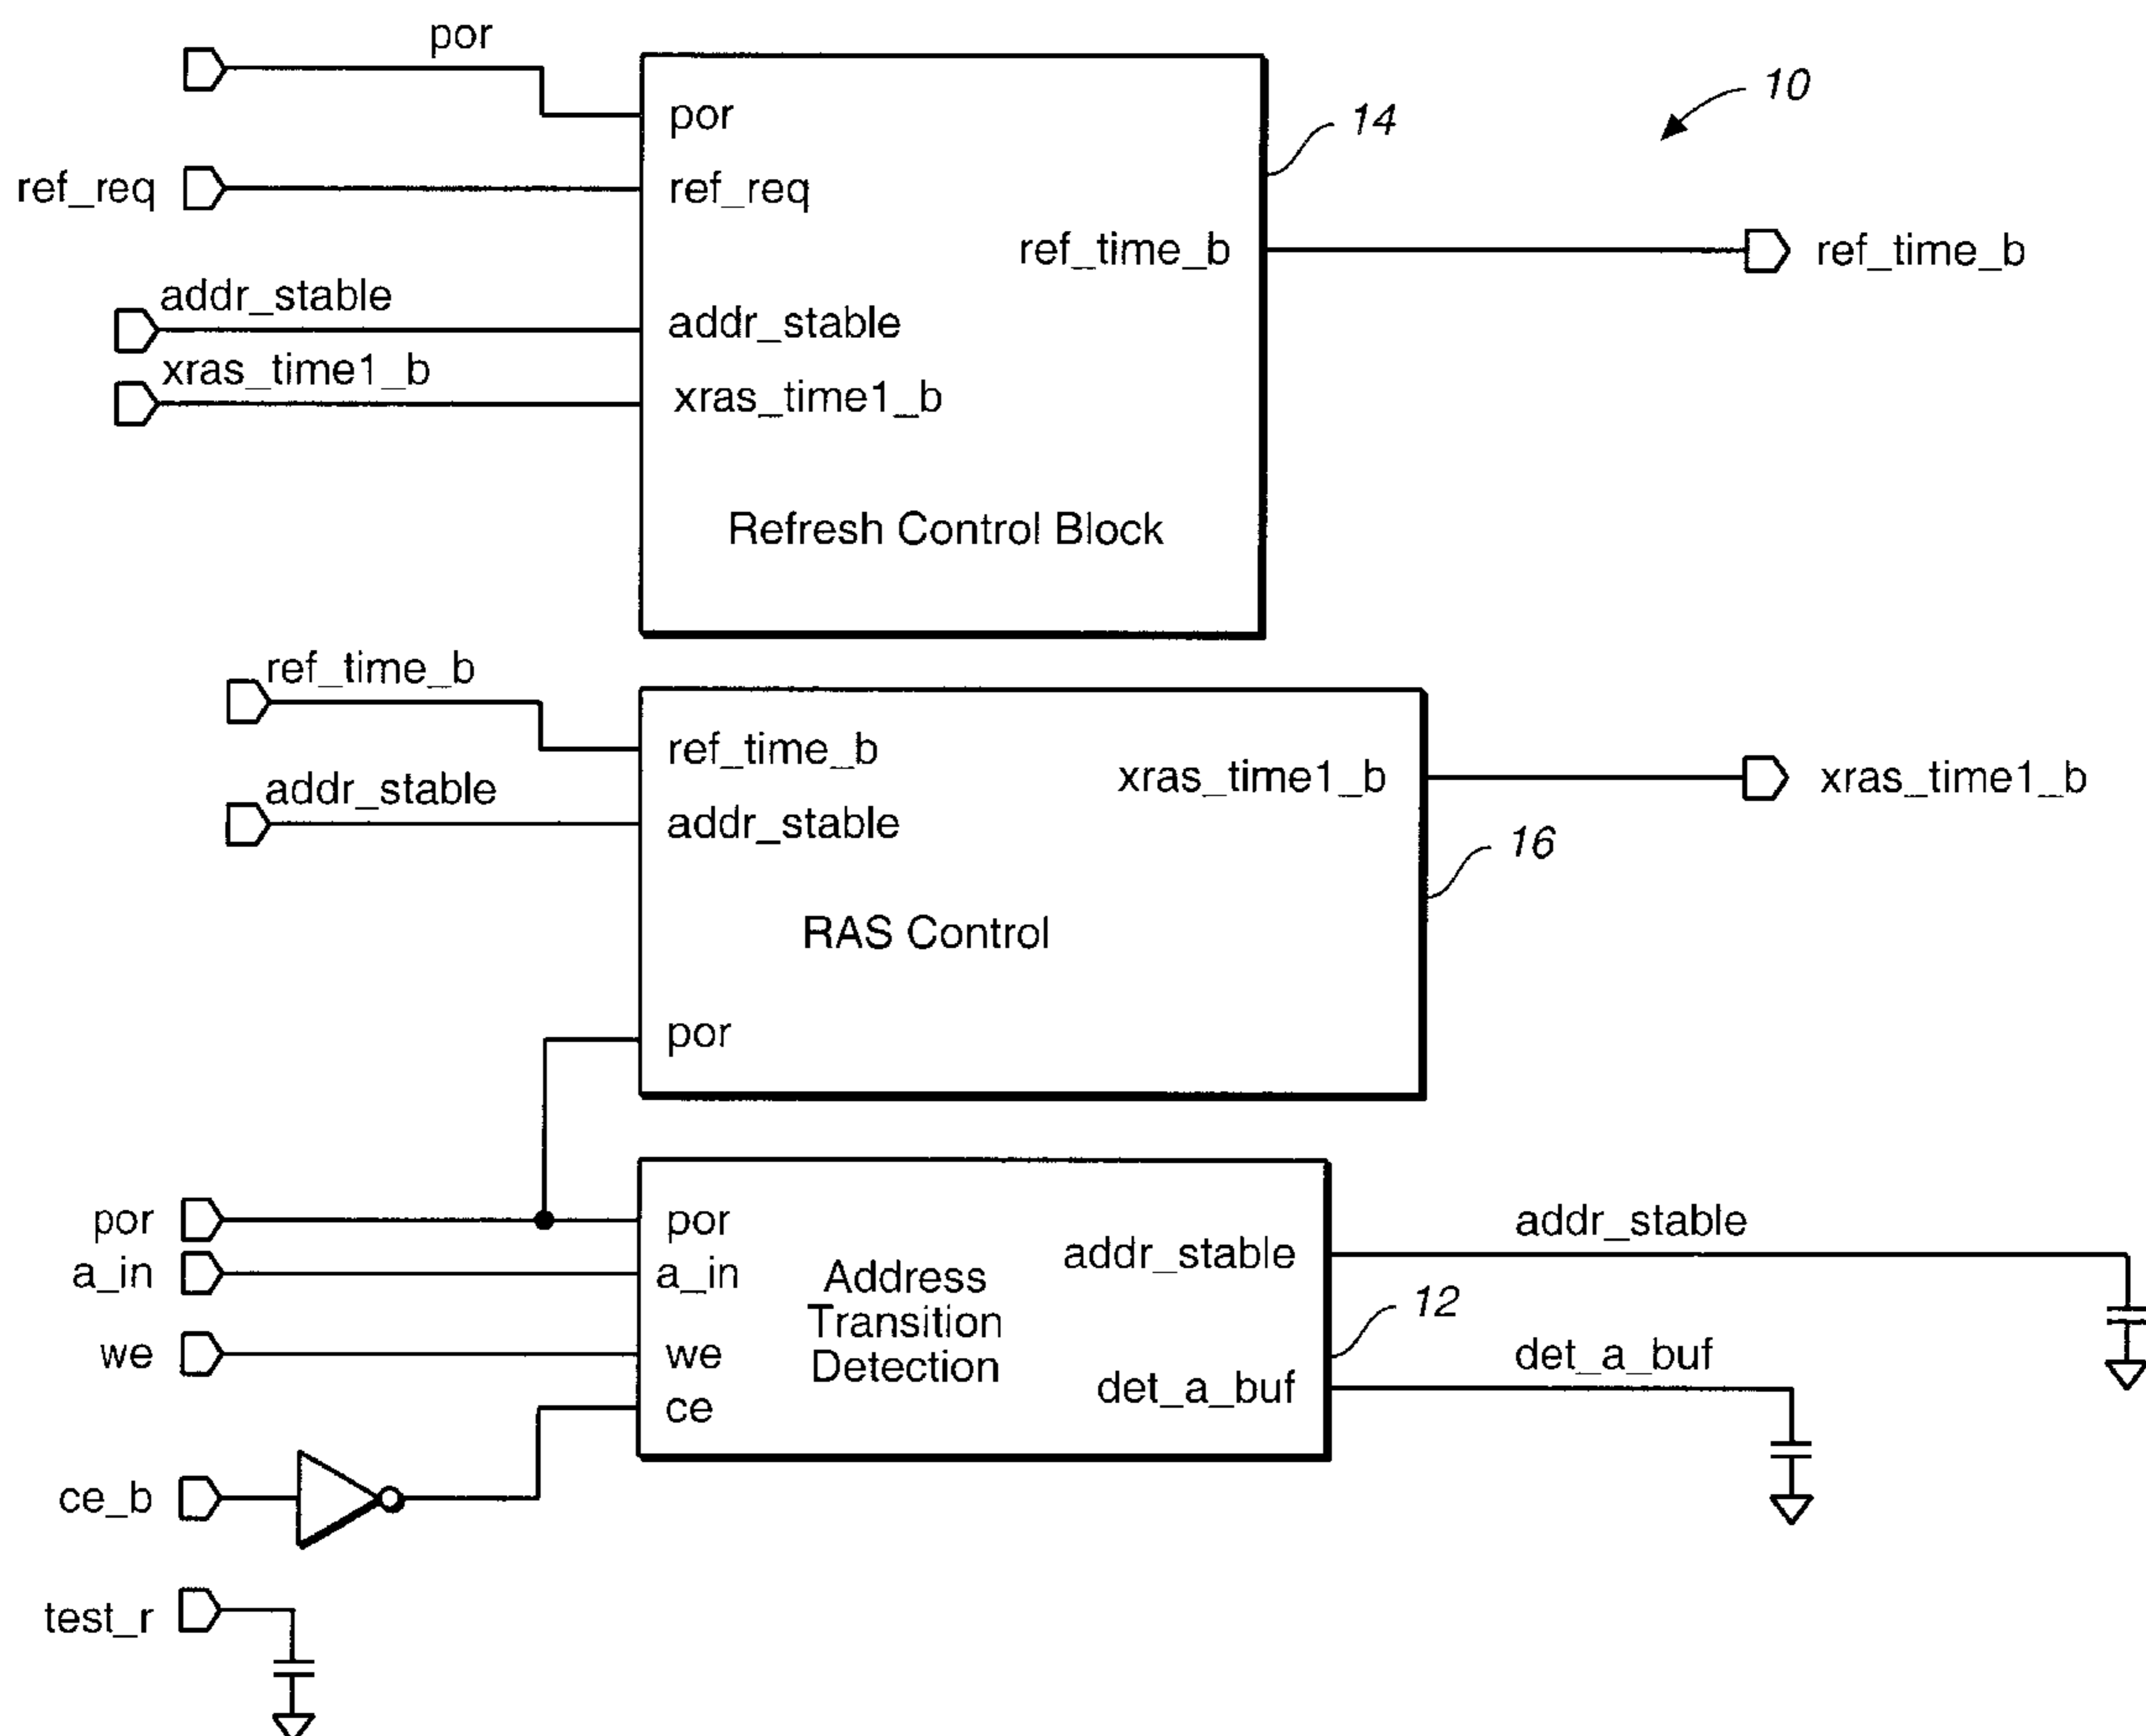 por
10
por
14
ref_req
ref_req
ref_time_b
ref_time_b
addr_stable
addr_stable
xras_time1_b
xras_time1_b
Refresh Control Block
ref_time_b
ref_time_b
xras_time1_b
xras_time1_b
addr_stable
addr_stable
16
RAS Control
por
por
por
addr_stable
addr_stable
a_in
a_in
Address
Transition
Detection
12
we
we
det_a_buf
det_a_buf
ce
ce_b
test_r